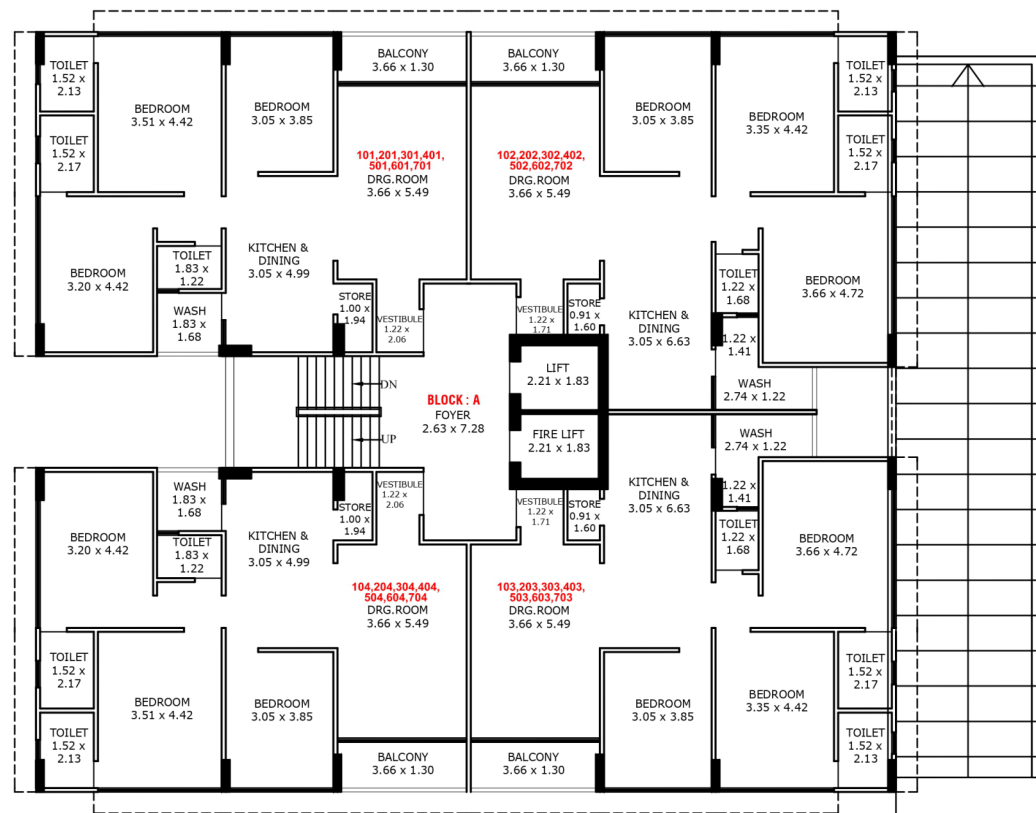 BALCONY
3.66 x 1.30
BALCONY
3.66 x 1.30
TOILET
1.52 x
2.13
BEDROOM
3.51 x 4.42
BEDROOM
3.05 x 3.85
BEDROOM
3.05 x 3.85
BEDROOM
3.35 x 4.42
TOILET
1.52 x
2.13
TOILET
1.52 x
2.17
101,201,301,401,
501,601,701
DRG.ROOM
3.66 x 5.49
102,202,302,402,
502,602,702
DRG.ROOM
3.66 x 5.49
TOILET
1.52 x
2.17
BEDROOM
3.20 x 4.42
TOILET
1.83 x
1.22
KITCHEN &
DINING
3.05 x 4.99
TOILET
1.22 x
1.68
BEDROOM
3.66 x 4.72
WASH
1.83 x
1.68
STORE
1.00 x
1.94
VESTIBULE
1.22 x
2.06
VESTIBULE
1.22 x
1.71
STORE
0.91 x
1.60
KITCHEN &
DINING
3.05 x 6.63
1.22 x
1.41
LIFT
2.21 x 1.83
WASH
2.74 x 1.22
DN
BLOCK : A
FOYER
2.63 x 7.28
UP
FIRE LIFT
2.21 x 1.83
WASH
2.74 x 1.22
WASH
1.83 x
1.68
STORE
1.00 x
1.94
VESTIBULE
1.22 x
2.06
VESTIBULE
1.22 x
1.71
STORE
0.91 x
1.60
KITCHEN &
DINING
3.05 x 6.63
1.22 x
1.41
BEDROOM
3.20 x 4.42
TOILET
1.83 x
1.22
KITCHEN &
DINING
3.05 x 4.99
TOILET
1.22 x
1.68
BEDROOM
3.66 x 4.72
104,204,304,404,
504,604,704
DRG.ROOM
3.66 x 5.49
103,203,303,403,
503,603,703
DRG.ROOM
3.66 x 5.49
TOILET
1.52 x
2.17
BEDROOM
3.51 x 4.42
BEDROOM
3.05 x 3.85
BEDROOM
3.05 x 3.85
BEDROOM
3.35 x 4.42
TOILET
1.52 x
2.17
TOILET
1.52 x
2.13
BALCONY
3.66 x 1.30
BALCONY
3.66 x 1.30
TOILET
1.52 x
2.13